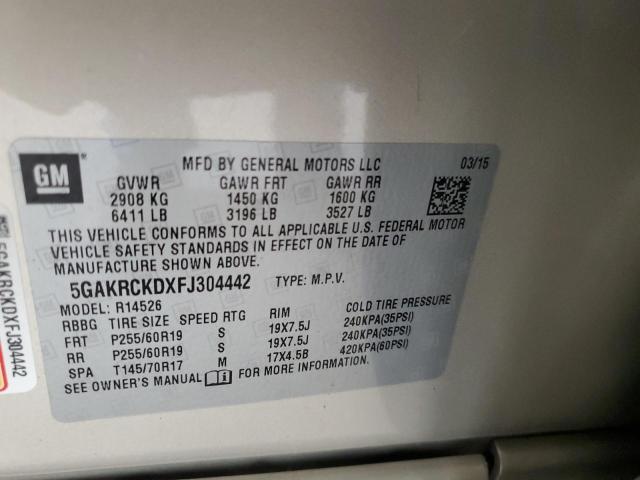 GM
MFD BY GENERAL MOTORS LLC 03/15
GVWR GAWR FRT GAWR RR
2908 KG 1450 KG 1600 KG
6411 LB 3196 LB 3527 LB
THIS VEHICLE CONFORMS TO ALL APPLICABLE U.S. FEDERAL MOTOR
VEHICLE SAFETY STANDARDS IN EFFECT ON THE DATE OF
MANUFACTURE SHOWN ABOVE.
5GAKRCKDXFJ304442 TYPE: M.P.V.
MODEL: R14526
RBBG TIRE SIZE SPEED RTG RIM COLD TIRE PRESSURE
FRT P255/60R19 S 19X7.5J 240KPA(35PSI)
RR P255/60R19 S 19X7.5J 240KPA(35PSI)
SPA T145/70R17 M 17X4.5B 420KPA(60PSI)
SEE OWNER'S MANUAL FOR MORE INFORMATION.
5GAKRCKDXFJ304442